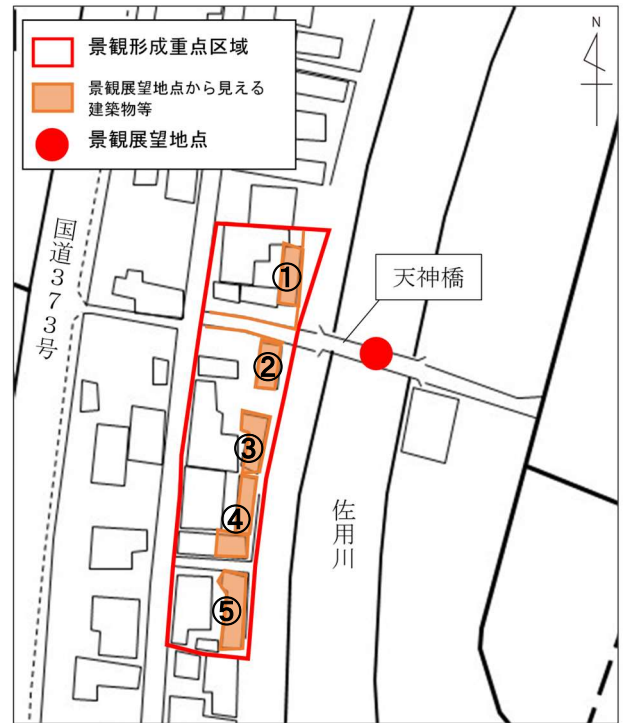 景観形成重点区域
景観展望地点から見える
建築物等
景観展望地点
N
国道373号
天神橋
①
②
③
④
⑤
佐用川